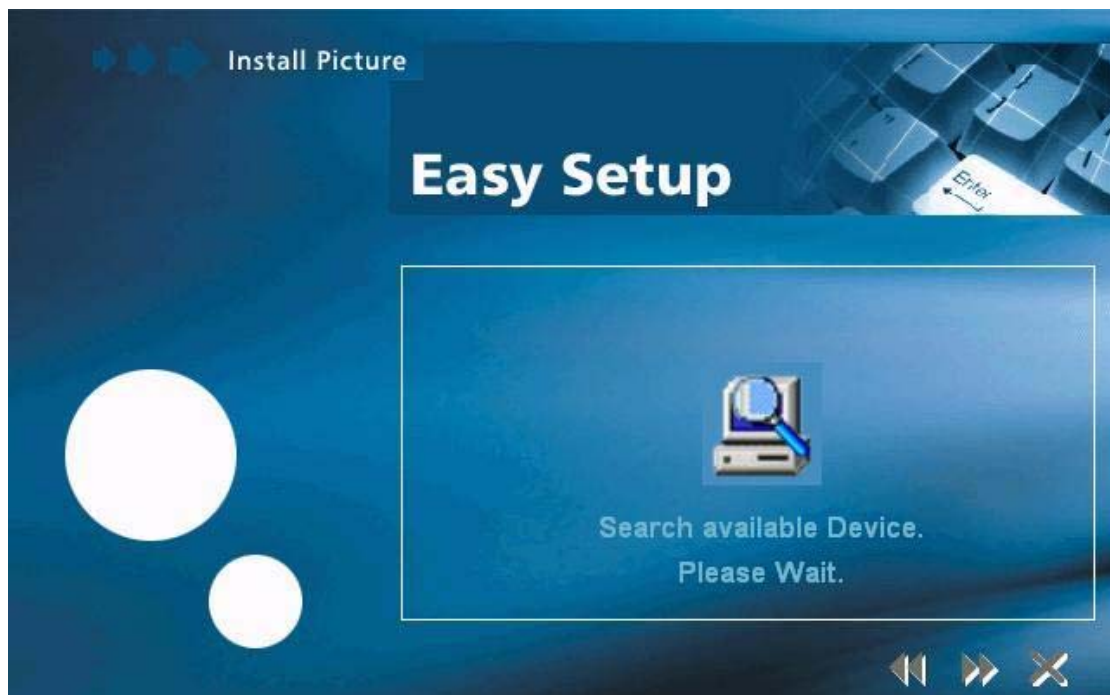 Install Picture
Easy Setup
Enter
Search available Device.
Please Wait.